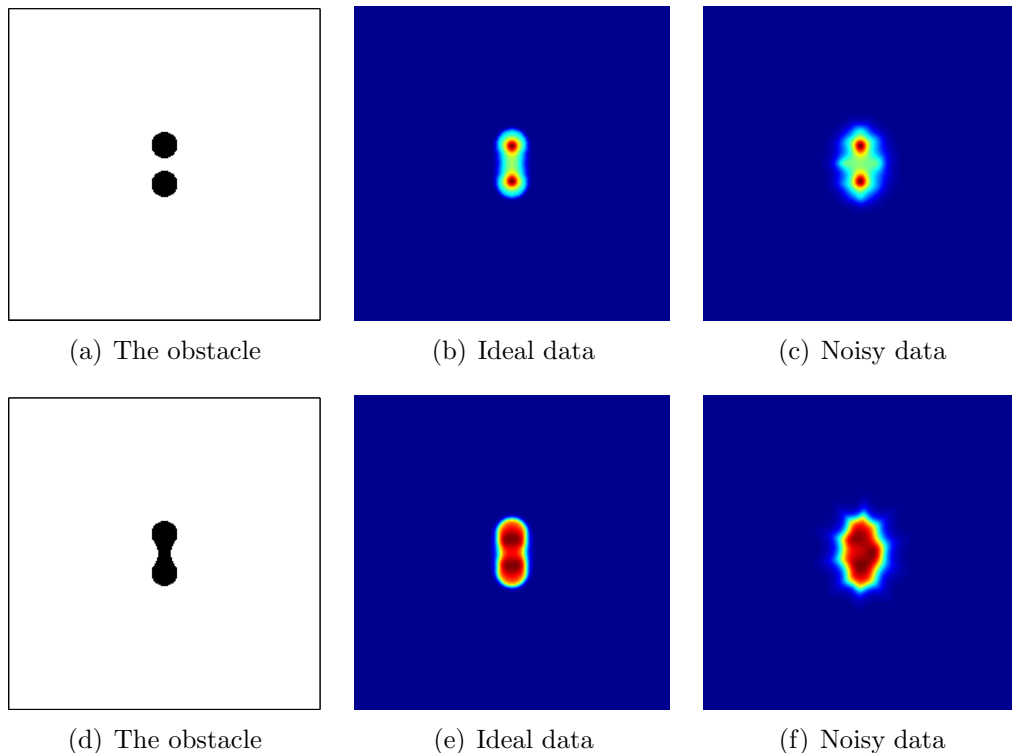 (a) The obstacle
(b) Ideal data
(c) Noisy data
(d) The obstacle
(e) Ideal data
(f) Noisy data